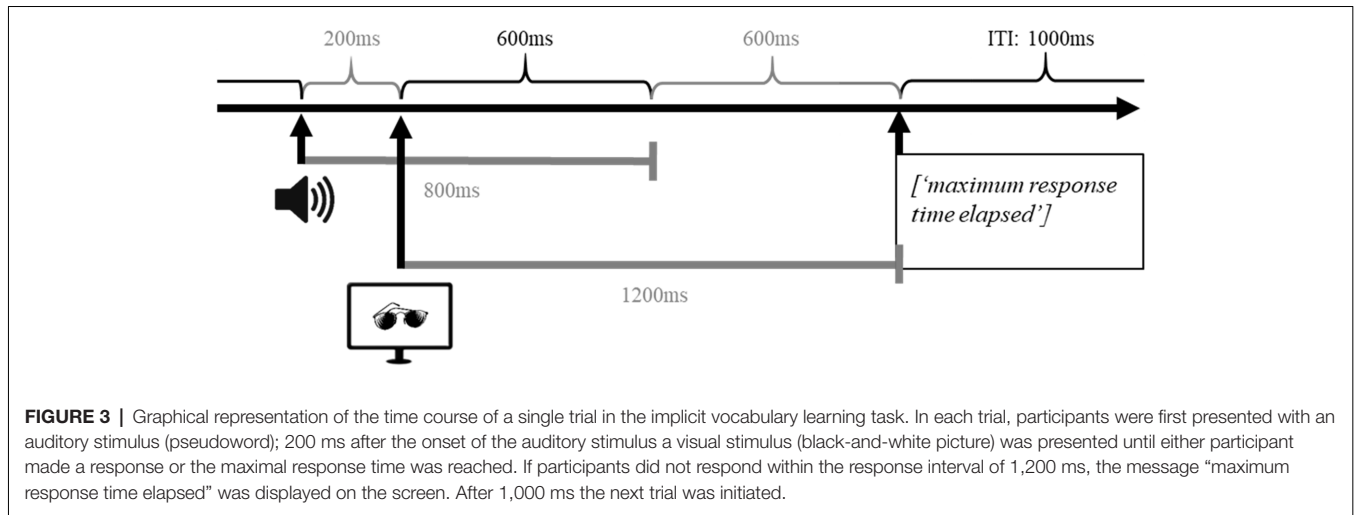 200ms
600ms
600ms
ITI: 1000ms
800ms
['maximum response
time elapsed']
1200ms
FIGURE 3 | Graphical representation of the time course of a single trial in the implicit vocabulary learning task. In each trial, participants were first presented with an
auditory stimulus (pseudoword); 200 ms after the onset of the auditory stimulus a visual stimulus (black-and-white picture) was presented until either participant
made a response or the maximal response time was reached. If participants did not respond within the response interval of 1,200 ms, the message “maximum
response time elapsed” was displayed on the screen. After 1,000 ms the next trial was initiated.